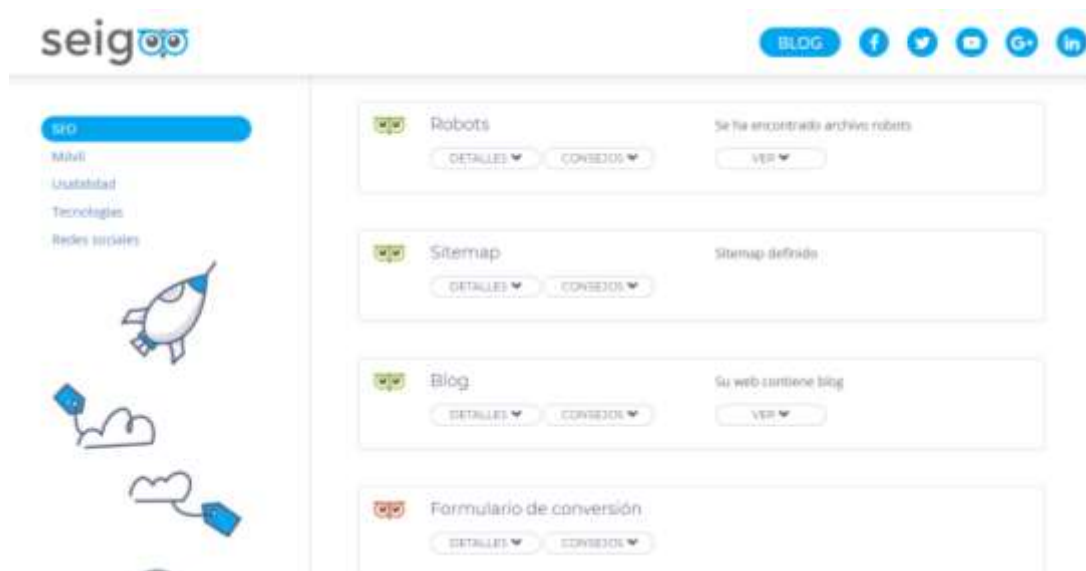 seigoo
BLOG
SEO
Móvil
Usabilidad
Tecnologías
Redes sociales
Robots
Se ha encontrado archivo robots
DETALLES CONSEJOS VER
Sitemap
Sitemap definido
DETALLES CONSEJOS
Blog
Su web contiene blog
DETALLES CONSEJOS VER
Formulario de conversión
DETALLES CONSEJOS